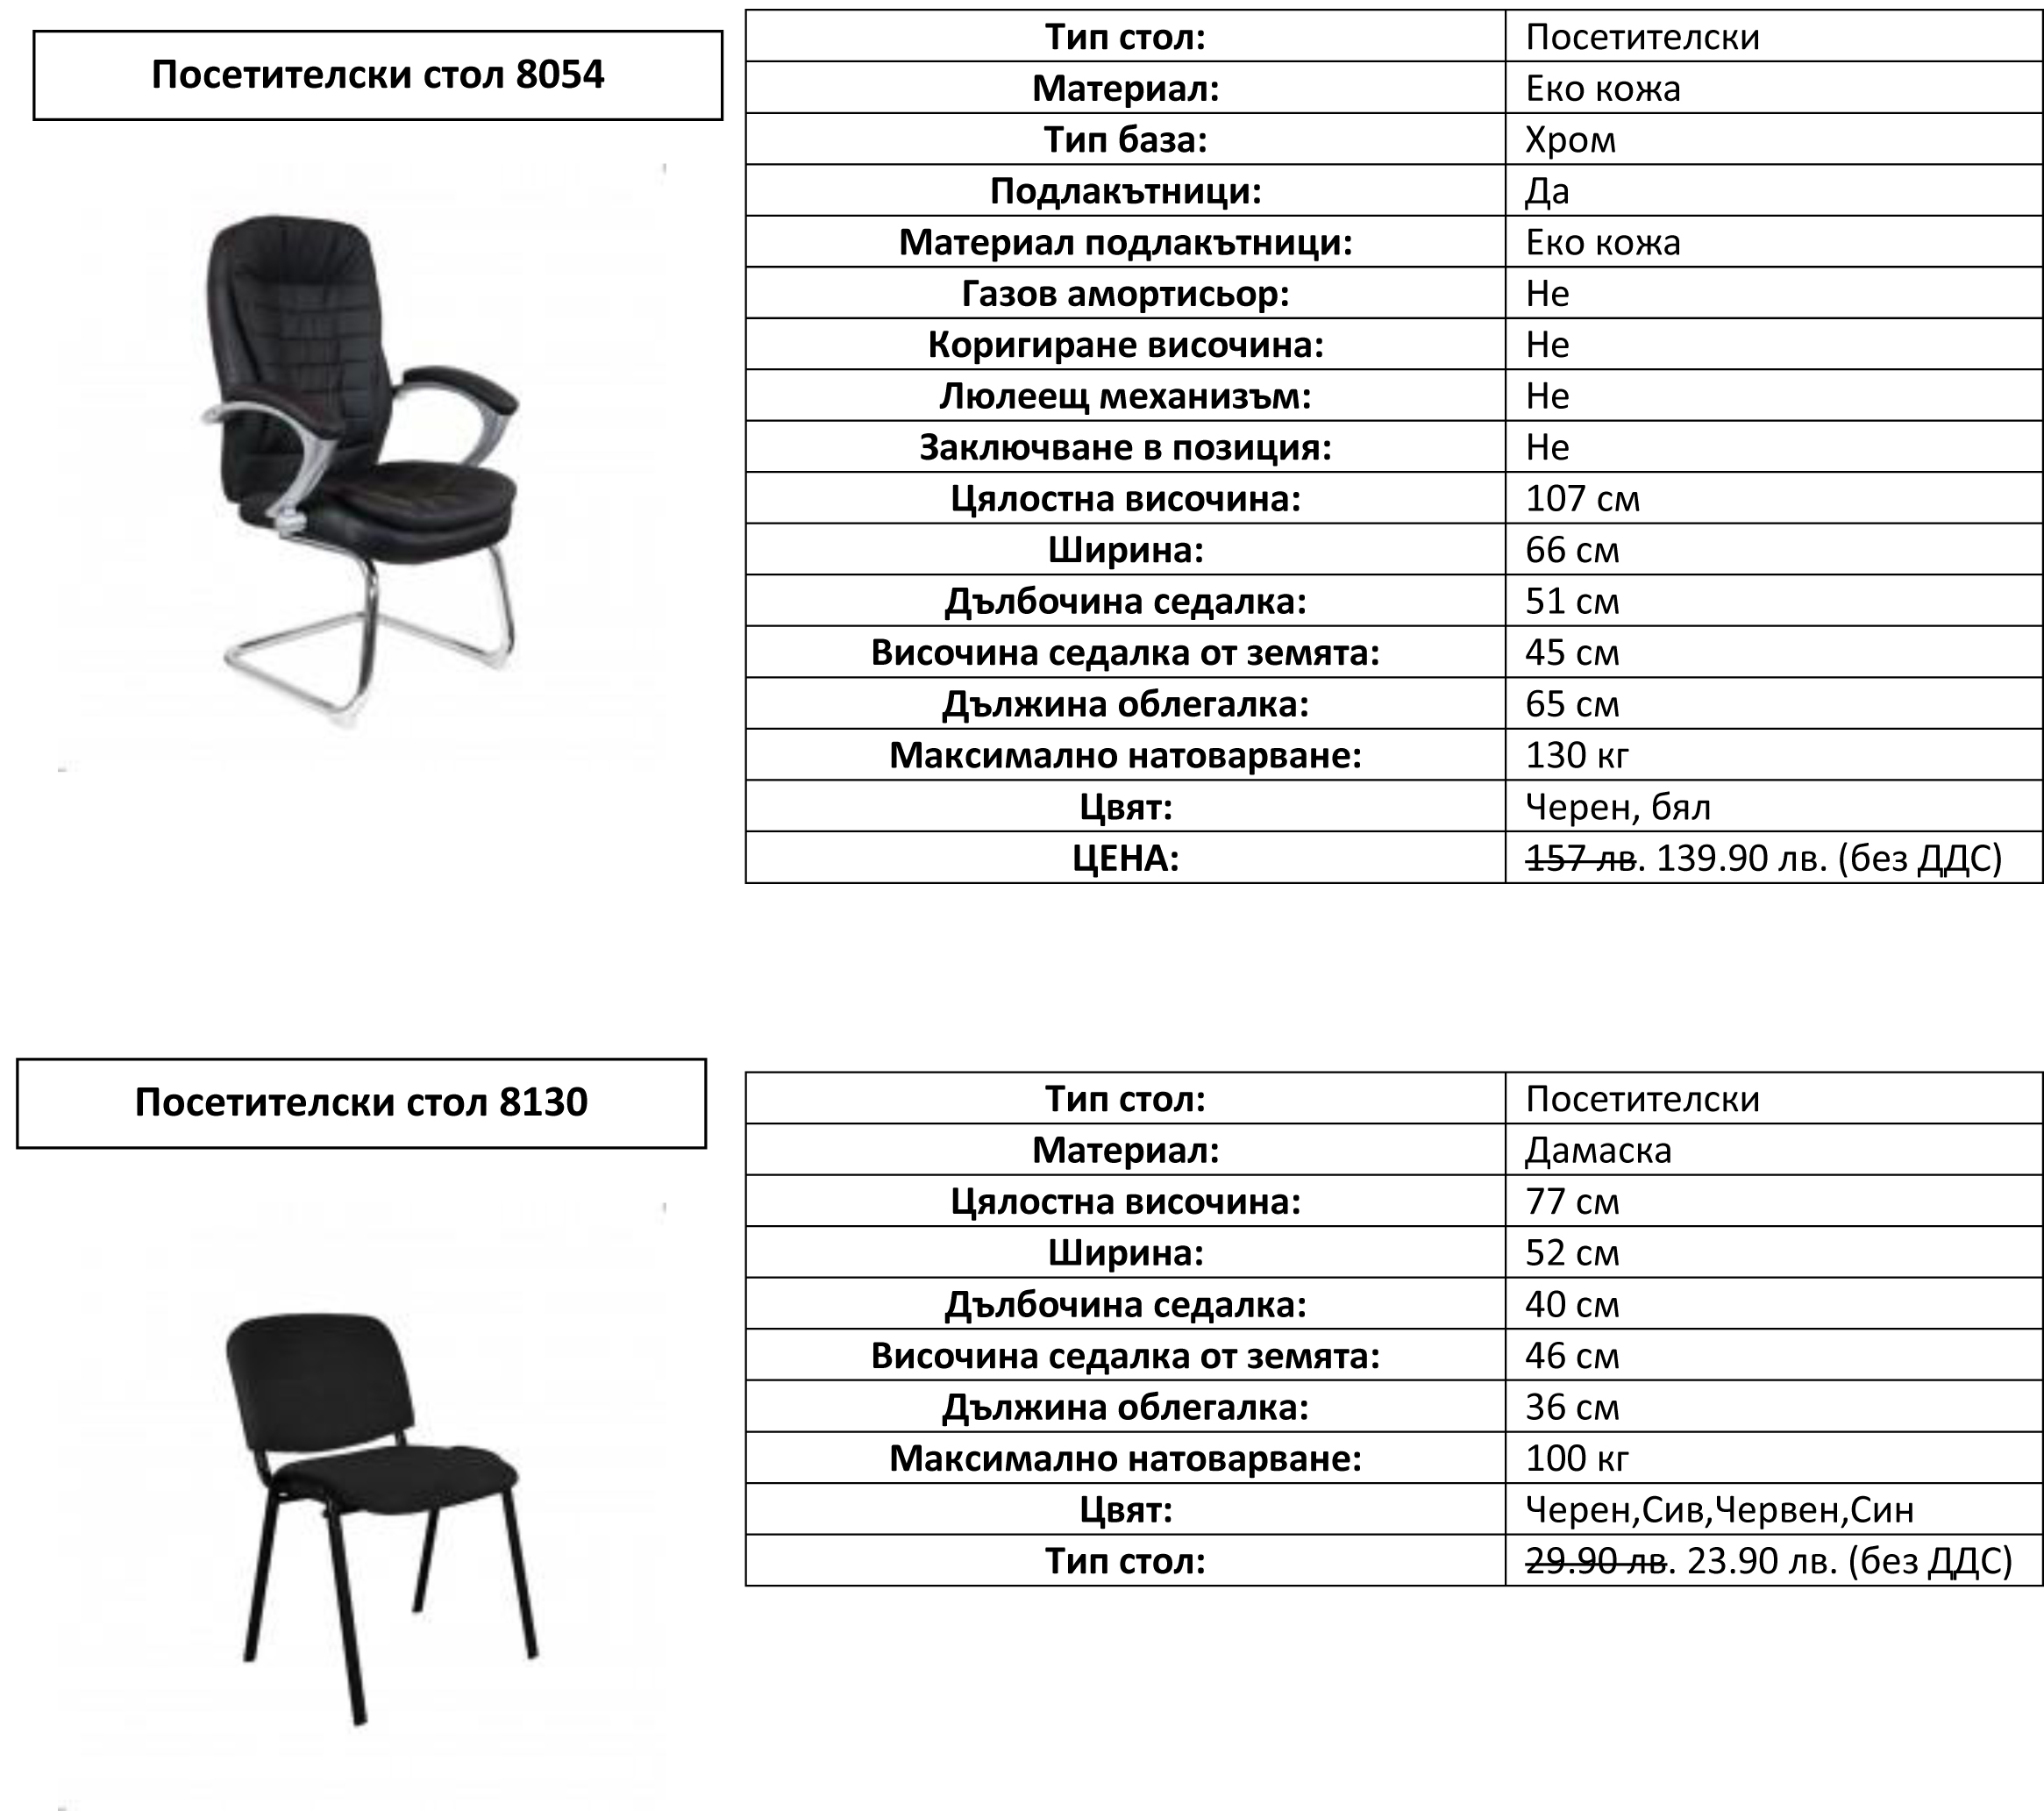 Посетителски стол 8054
Тип стол: Посетителски
Материал: Еко кожа
Тип база: Хром
Подлакътници: Да
Материал подлакътници: Еко кожа
Газов амортисьор: Не
Коригиране височина: Не
Люлеещ механизъм: Не
Заключване в позиция: Не
Цялостна височина: 107 см
Ширина: 66 см
Дълбочина седалка: 51 см
Височина седалка от земята: 45 см
Дължина облегалка: 65 см
Максимално натоварване: 130 кг
Цвят: Черен, бял
ЦЕНА: 157 лв. 139.90 лв. (без ДДС)
Посетителски стол 8130
Тип стол: Посетителски
Материал: Дамаска
Цялостна височина: 77 см
Ширина: 52 см
Дълбочина седалка: 40 см
Височина седалка от земята: 46 см
Дължина облегалка: 36 см
Максимално натоварване: 100 кг
Цвят: Черен,Сив,Червен,Син
Тип стол: 29.90 лв. 23.90 лв. (без ДДС)